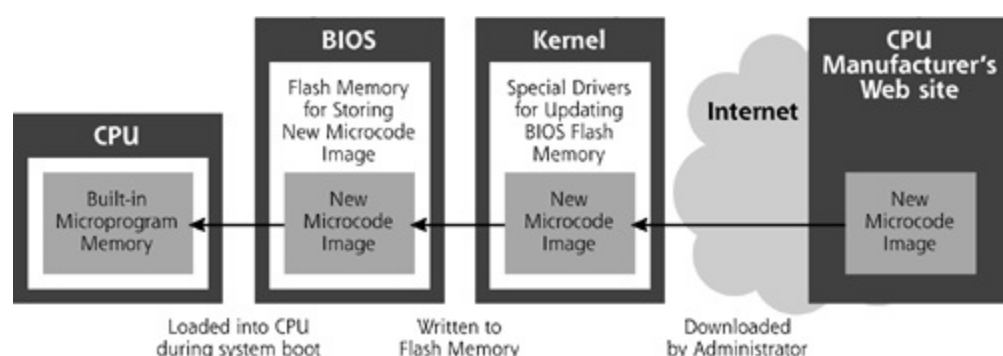 CPU
Built-in
Microprogram
Memory
Loaded into CPU
during system boot
BIOS
Flash Memory
for Storing
New Microcode
Image
New
Microcode
Image
Written to
Flash Memory
Kernel
Special Drivers
for Updating
BIOS Flash
Memory
New
Microcode
Image
Internet
Downloaded
by Administrator
CPU
Manufacturer's
Web site
New
Microcode
Image